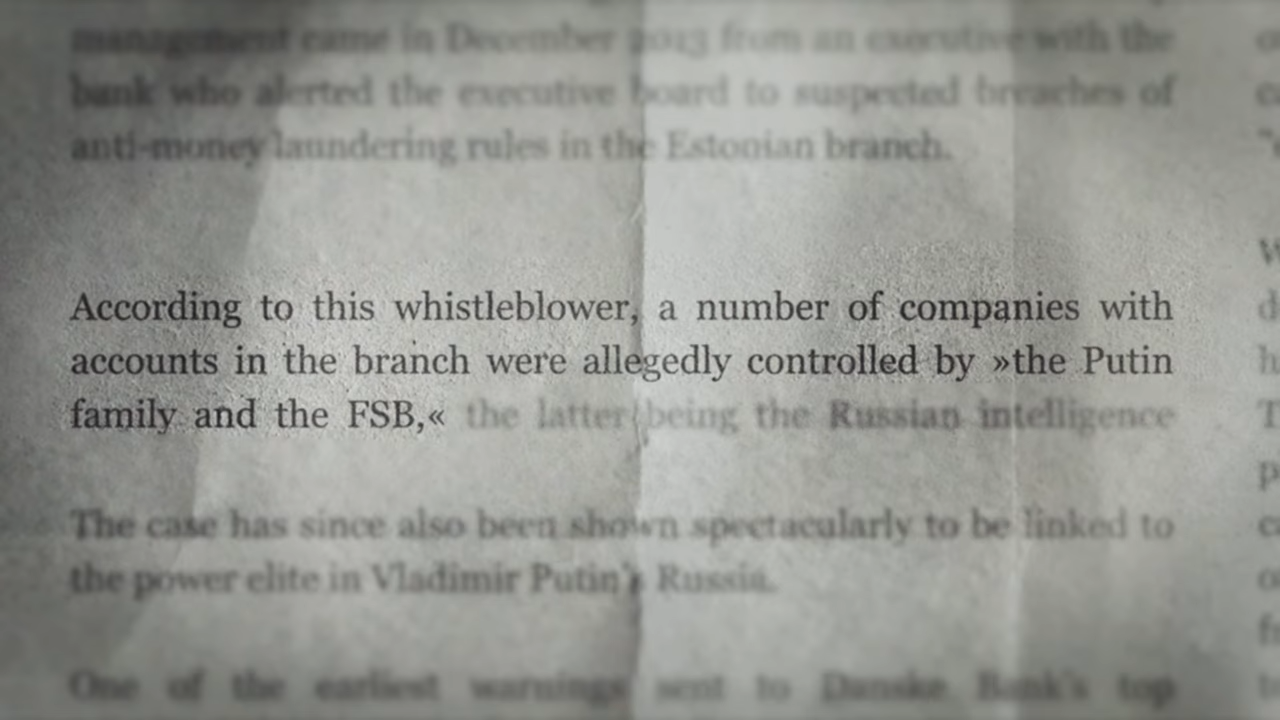 management came in December 2013 from an executive with the
bank who alerted the executive board to suspected breaches of
anti-money laundering rules in the Estonian branch.
According to this whistleblower, a number of companies with
accounts in the branch were allegedly controlled by »the Putin
family and the FSB,« the latter being the Russian intelligence
The case has since also been shown spectacularly to be linked to
the power elite in Vladimir Putin's Russia.
One of the earliest warnings sent to Danske Bank's top